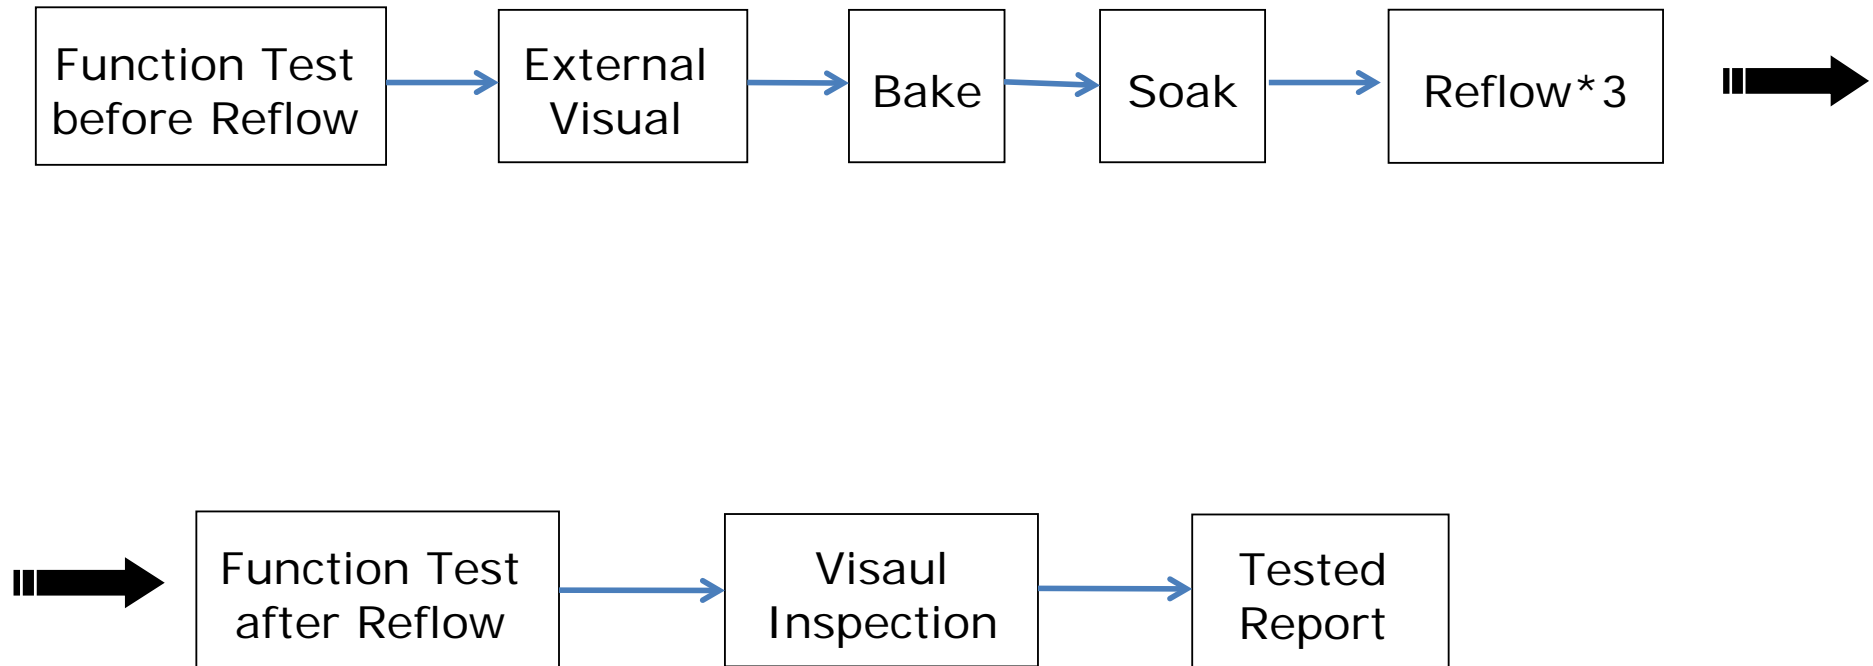 Function Test
before Reflow
External
Visual
Bake
Soak
Reflow*3
Function Test
after Reflow
Visaul
Inspection
Tested
Report